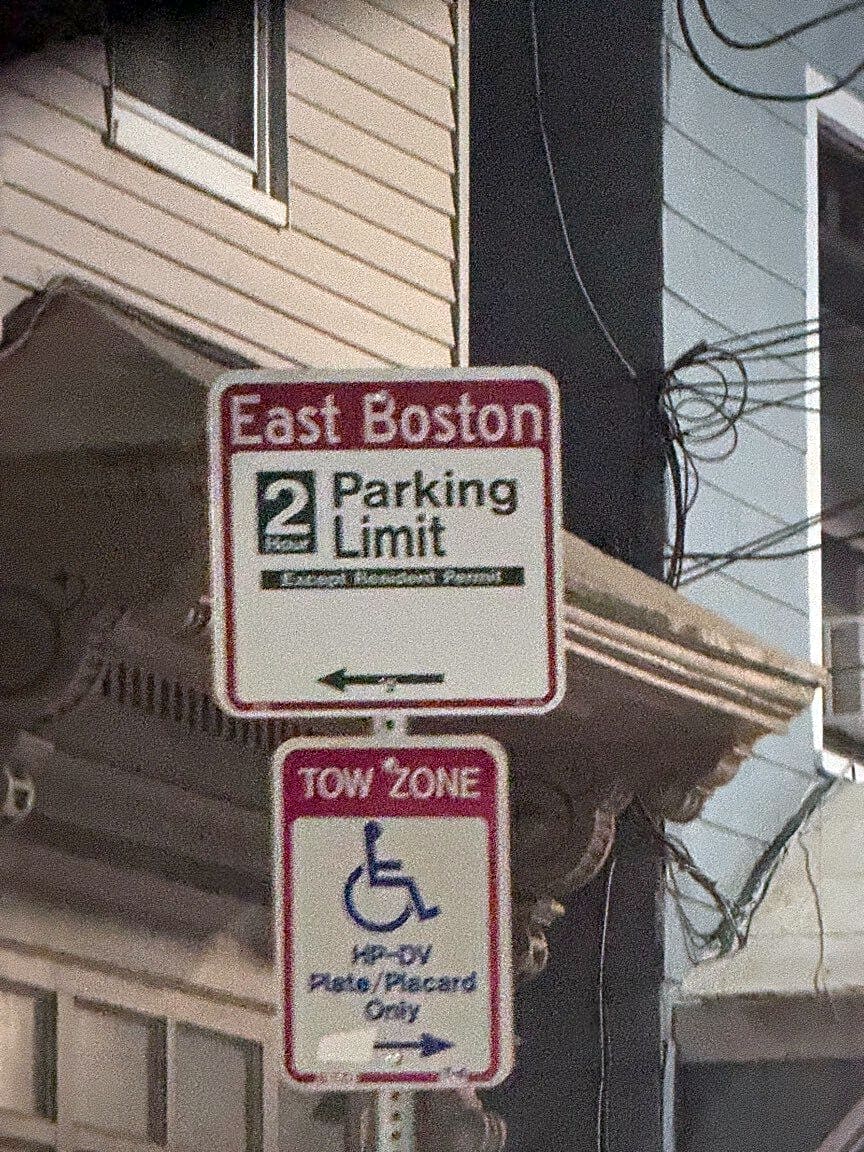 East Boston
2 Parking
Hour Limit
Except Resident Permit
TOW ZONE
HP-DV
Plate/Placard
Only